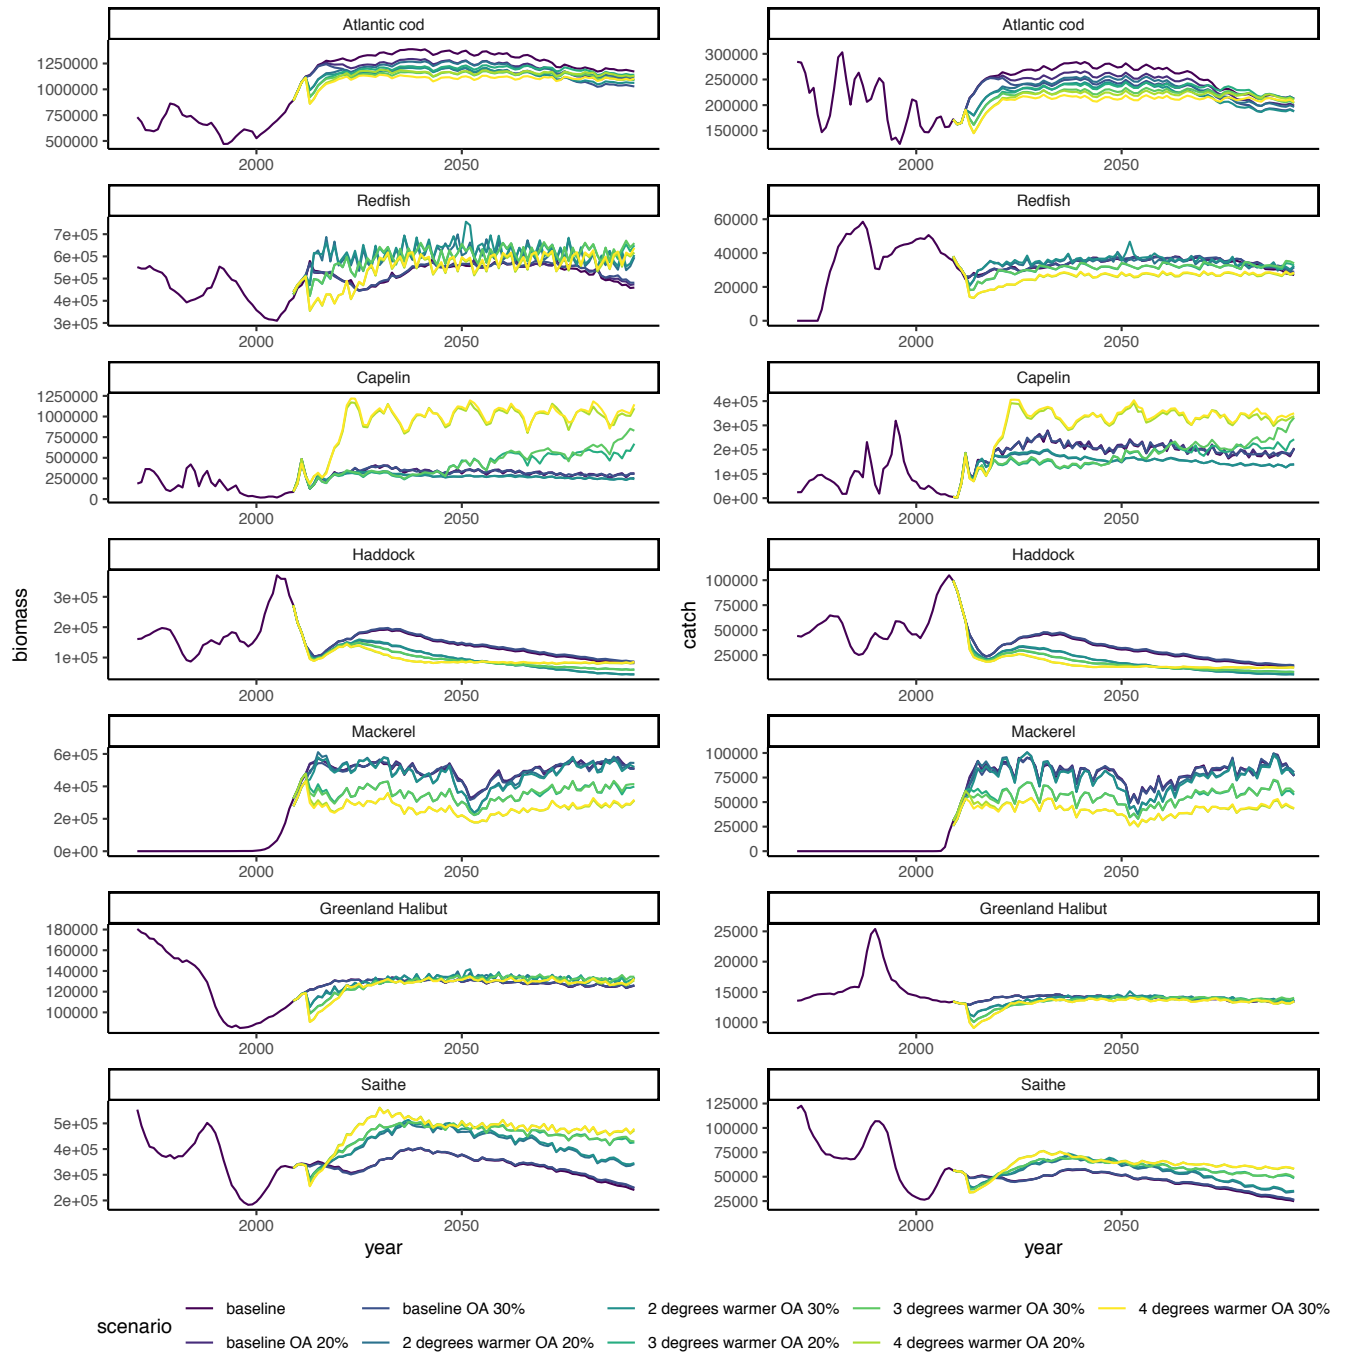 Atlantic cod
Atlantic cod
1250000
1000000
750000
500000
2000
2050
300000
250000
200000
150000
2000
2050
Redfish
Redfish
7e+05
6e+05
5e+05
4e+05
3e+05
2000
2050
60000
40000
20000
0
2000
2050
Capelin
Capelin
1250000
1000000
750000
500000
250000
0
2000
2050
4e+05
3e+05
2e+05
1e+05
0e+00
2000
2050
Haddock
Haddock
3e+05
2e+05
1e+05
2000
2050
100000
75000
50000
25000
2000
2050
biomass
catch
Mackerel
Mackerel
6e+05
4e+05
2e+05
0e+00
2000
2050
100000
75000
50000
25000
0
2000
2050
Greenland Halibut
Greenland Halibut
180000
160000
140000
120000
100000
2000
2050
25000
20000
15000
10000
2000
2050
Saithe
Saithe
5e+05
4e+05
3e+05
2e+05
2000
2050
125000
100000
75000
50000
25000
2000
2050
year
year
scenario
baseline
baseline OA 30%
2 degrees warmer OA 30%
3 degrees warmer OA 30%
4 degrees warmer OA 30%
baseline OA 20%
2 degrees warmer OA 20%
3 degrees warmer OA 20%
4 degrees warmer OA 20%